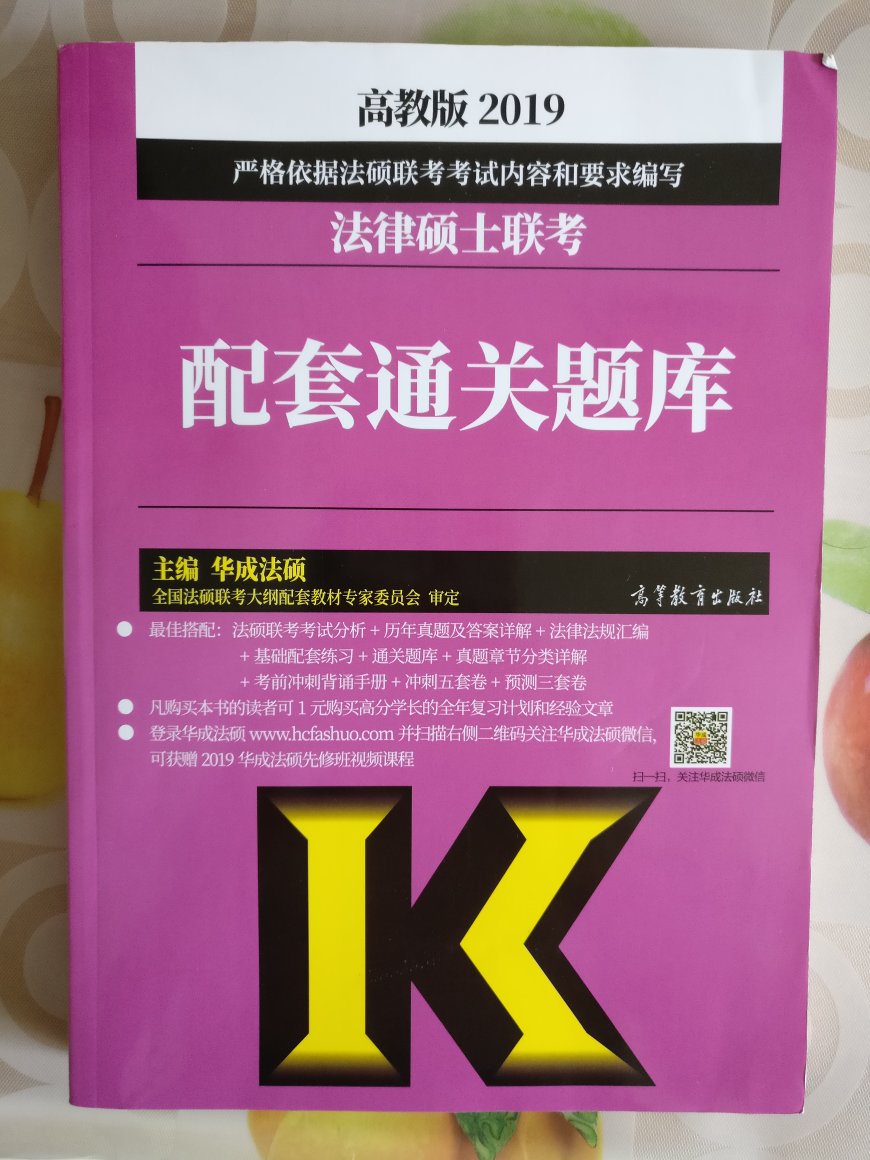 高教版 2019
严格依据法硕联考考试内容和要求编写
法律硕士联考
配套通关题库
主编 华成法硕
全国法硕联考大纲配套教材专家委员会 审定
高等教育出版社
● 最佳搭配：法硕联考考试分析 + 历年真题及答案详解 + 法律法规汇编
+ 基础配套练习 + 通关题库 + 真题章节分类详解
+ 考前冲刺背诵手册 + 冲刺五套卷 + 预测三套卷
● 凡购买本书的读者可 1 元购买高分学长的全年复习计划和经验文章
● 登录华成法硕 www.hcfashuo.com 并扫描右侧二维码关注华成法硕微信，
可获赠 2019 华成法硕先修班视频课程
扫一扫，关注华成法硕微信
K